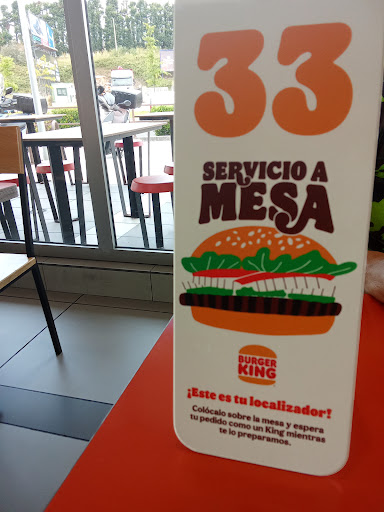 33
SERVICIO A
MESA
BURGER
KING
¡Este es tu localizador!
Colócalo sobre la mesa y espera
tu pedido como un King mientras
te lo preparamos.